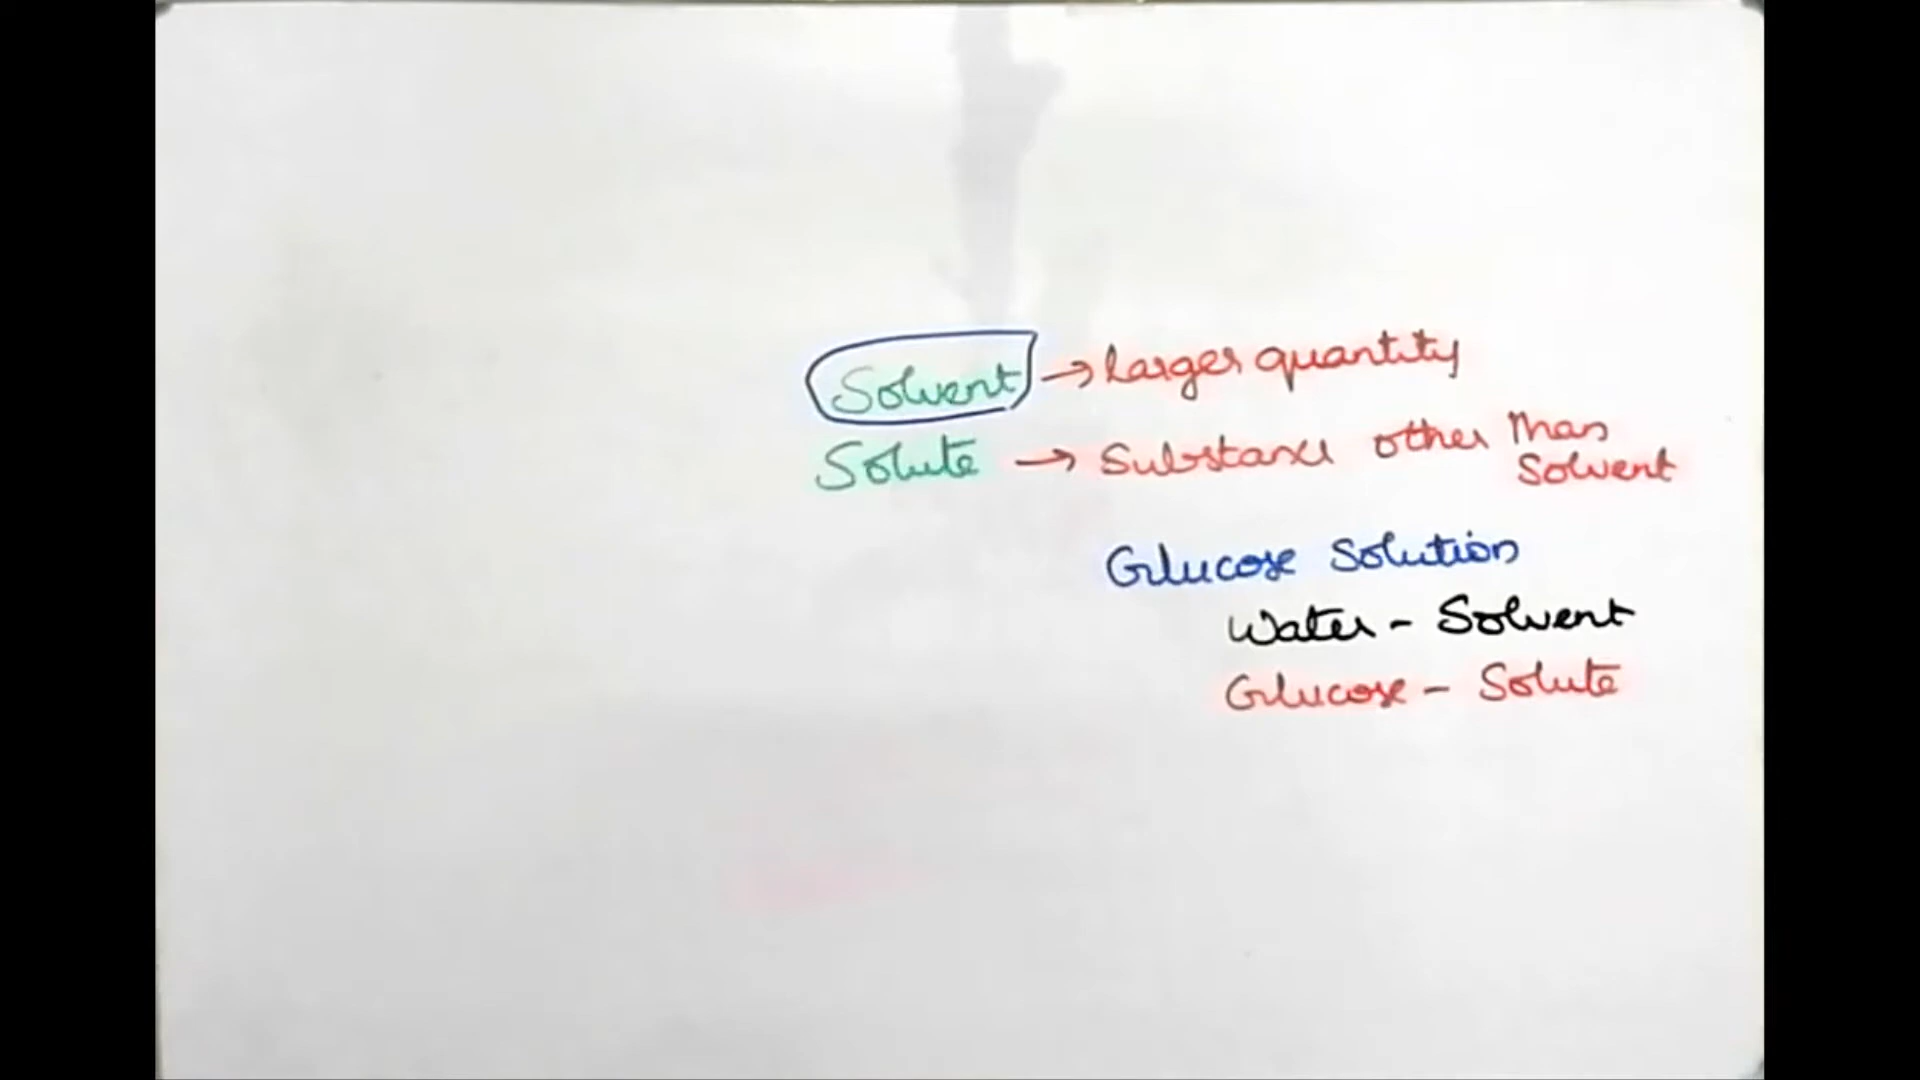 Solvent → Larger quantity
Solute → Substance other than
Solvent
Glucose Solution
Water - Solvent
Glucose - Solute